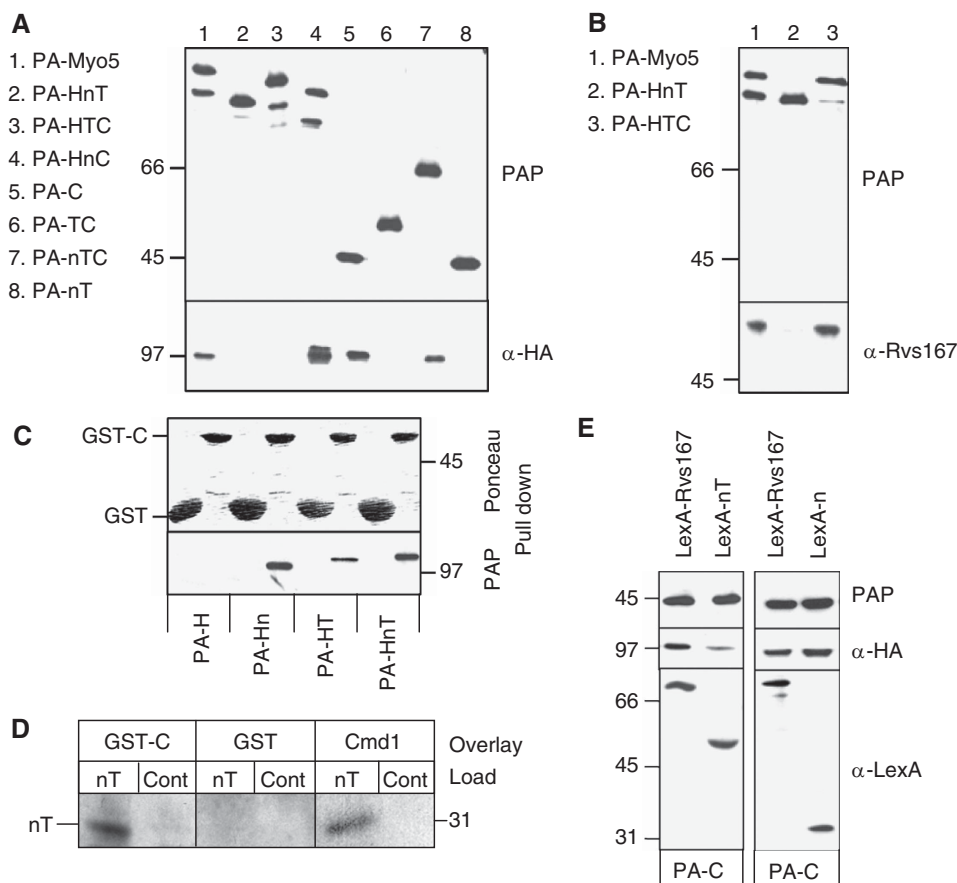 A
1 2 3 4 5 6 7 8
1. PA-Myo5
2. PA-HnT
3. PA-HTC
4. PA-HnC
5. PA-C
6. PA-TC
7. PA-nTC
8. PA-nT
66
45
97
PAP
α-HA
B
1 2 3
1. PA-Myo5
2. PA-HnT
3. PA-HTC
66
45
45
PAP
α-Rvs167
C
GST-C
GST
45
97
Ponceau
PAP
Pull down
PA-H
PA-Hn
PA-HT
PA-HnT
D
GST-C GST Cmd1 Overlay
nT Cont nT Cont nT Cont Load
nT
31
E
LexA-Rvs167
LexA-nT
LexA-Rvs167
LexA-n
45
97
66
45
31
PAP
α-HA
α-LexA
PA-C PA-C